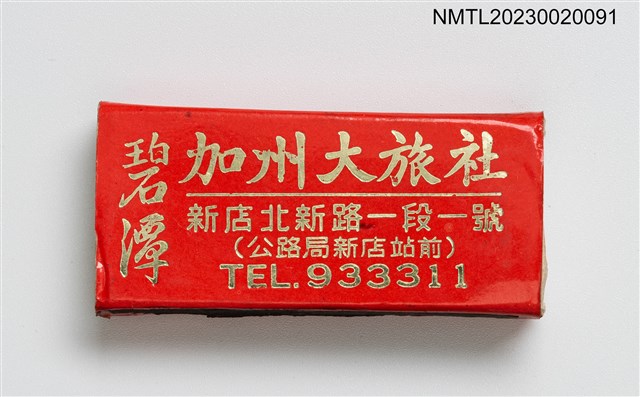 NMTL20230020091
碧潭
加州大旅社
新店北新路一段一號
(公路局新店站前)
TEL.933311